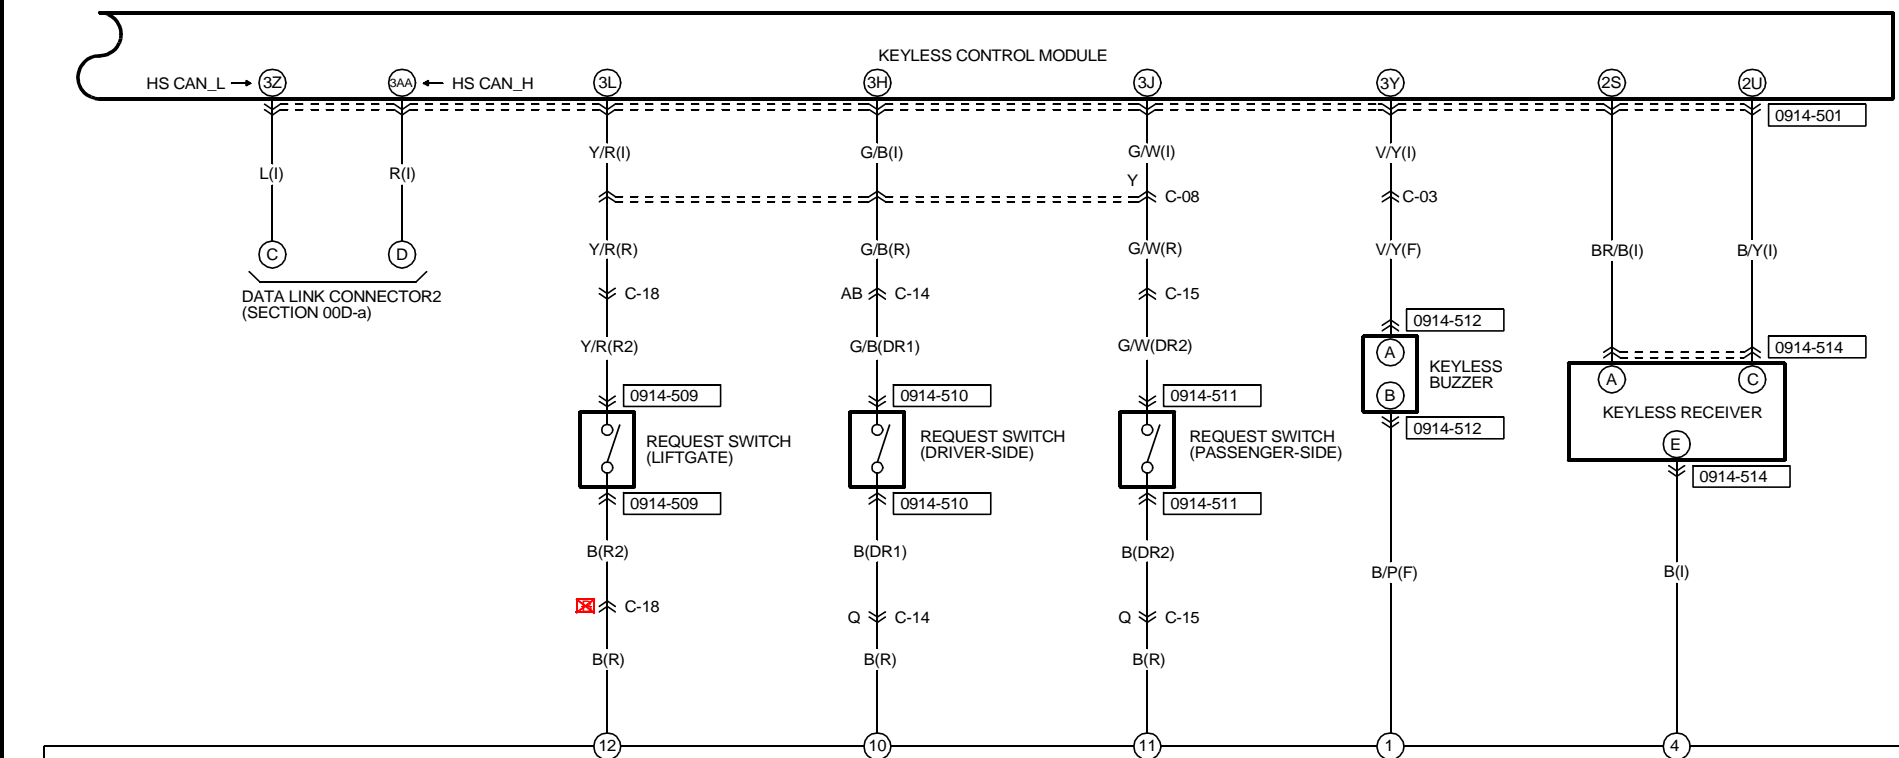 KEYLESS CONTROL MODULE
HS CAN_L 3Z 3AA HS CAN_H 3L 3H 3J 3Y 2S 2U
0914-501
Y/R(I) G/B(I) G/W(I) V/Y(I)
L(I) R(I) Y
C-08 C-03
C D Y/R(R) G/B(R) G/W(R) V/Y(F) BR/B(I) B/Y(I)
DATA LINK CONNECTOR2
(SECTION 00D-a)
C-18 AB C-14 C-15
0914-512
Y/R(R2) G/B(DR1) G/W(DR2) A 0914-514
KEYLESS
BUZZER
A C
0914-509 0914-510 0914-511 B
KEYLESS RECEIVER
0914-512
REQUEST SWITCH
(LIFTGATE)
REQUEST SWITCH
(DRIVER-SIDE)
REQUEST SWITCH
(PASSENGER-SIDE)
E
0914-514
0914-509 0914-510 0914-511
B(R2) B(DR1) B(DR2)
B/P(F) B(I)
C-18
Q C-14 Q C-15
B(R) B(R) B(R)
12 10 11 1 4